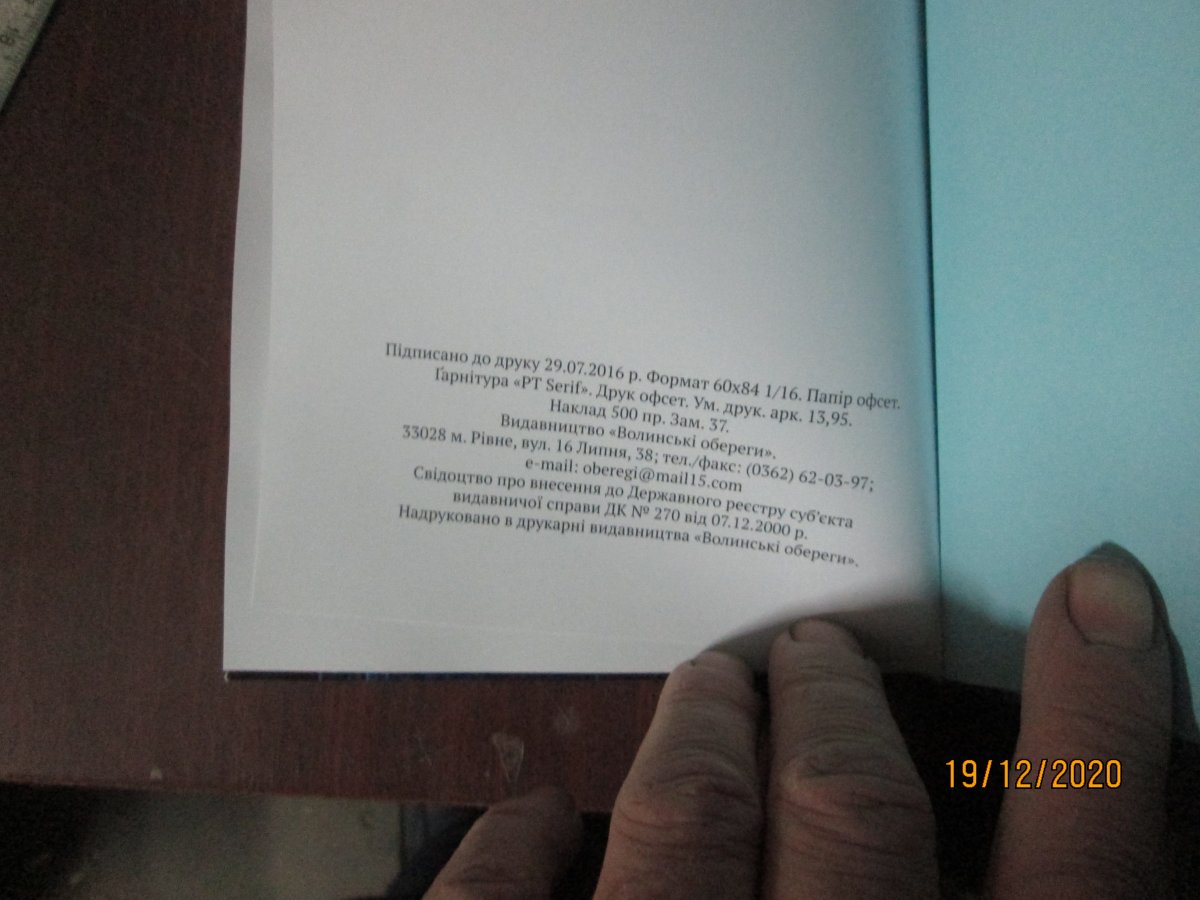 Підписано до друку 29.07.2016 р. Формат 60х84 1/16. Папір офсет.
Ґарнітура «PT Serif». Друк офсет. Ум. друк. арк. 13,95.
Наклад 500 пр. Зам. 37.
Видавництво «Волинські обереги».
33028 м. Рівне, вул. 16 Липня, 38; тел./факс: (0362) 62-03-97;
e-mail: oberegi@mail15.com
Свідоцтво про внесення до Державного реєстру суб’єкта
видавничої справи ДК № 270 від 07.12.2000 р.
Надруковано в друкарні видавництва «Волинські обереги».
19/12/2020